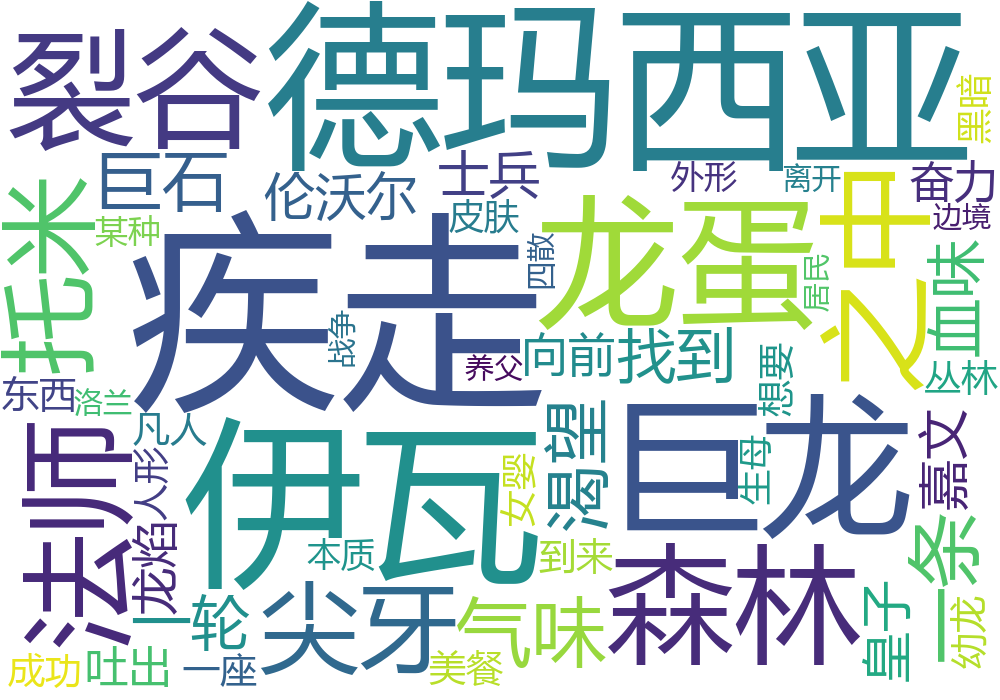 裂谷
德玛西亚
黑暗
巨石
伦沃尔
士兵
外形
离开
奋力
托米
某种
皮肤
之中
边境
疾走
四散
龙蛋
居民
血味
战争
养父
向前
找到
想要
丛林
东西
洛兰
凡人
伊瓦
渴望
巨龙
法师
人形
女婴
生母
嘉文
龙焰
本质
到来
森林
一条
一轮
尖牙
气味
皇子
幼龙
成功
吐出
一座
美餐